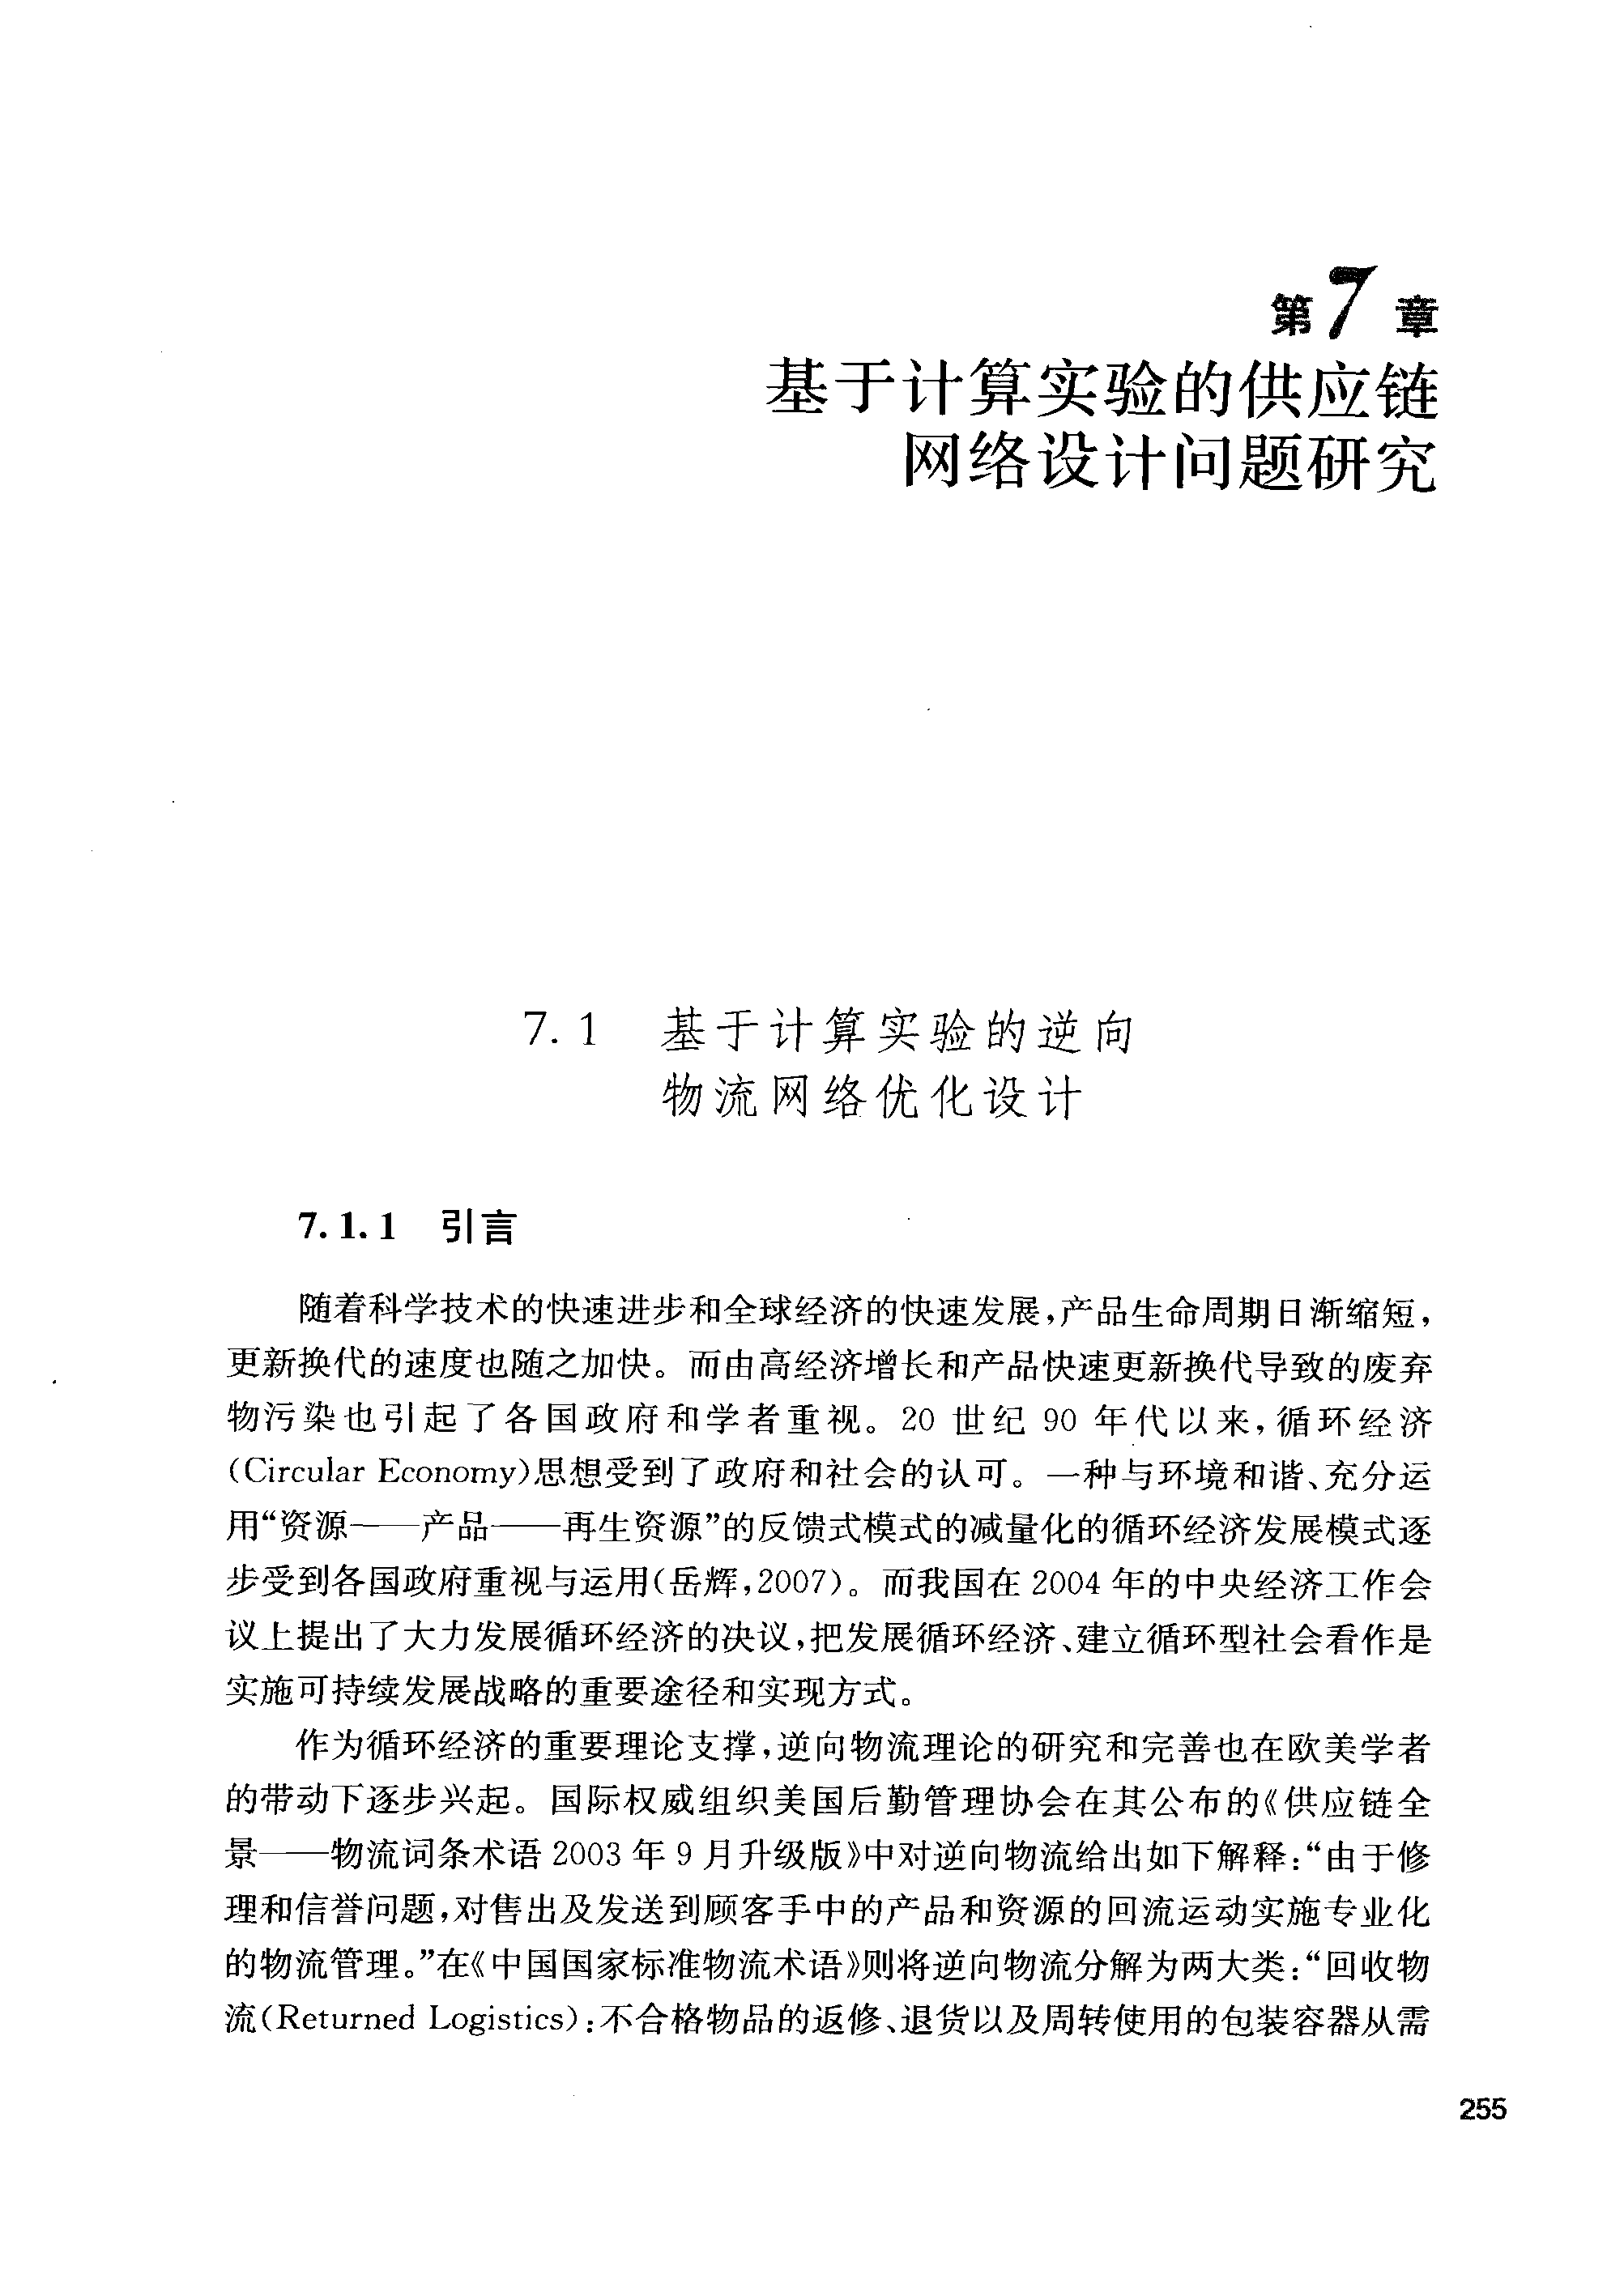 第7章
基于计算实验的供应链
网络设计问题研究
7.1 基于计算实验的逆向
物流网络优化设计
7.1.1 引言
随着科学技术的快速进步和全球经济的快速发展,产品生命周期日渐缩短,
更新换代的速度也随之加快。而由高经济增长和产品快速更新换代导致的废弃
物污染也引起了各国政府和学者重视。20 世纪 90 年代以来,循环经济
(Circular Economy)思想受到了政府和社会的认可。一种与环境和谐、充分运
用“资源——产品——再生资源”的反馈式模式的减量化的循环经济发展模式逐
步受到各国政府重视与运用(岳辉,2007)。而我国在 2004 年的中央经济工作会
议上提出了大力发展循环经济的决议,把发展循环经济、建立循环型社会看作是
实施可持续发展战略的重要途径和实现方式。
作为循环经济的重要理论支撑,逆向物流理论的研究和完善也在欧美学者
的带动下逐步兴起。国际权威组织美国后勤管理协会在其公布的《供应链全
景——物流词条术语 2003 年 9 月升级版》中对逆向物流给出如下解释:“由于修
理和信誉问题,对售出及发送到顾客手中的产品和资源的回流运动实施专业化
的物流管理。”在《中国国家标准物流术语》则将逆向物流分解为两大类:“回收物
流(Returned Logistics):不合格物品的返修、退货以及周转使用的包装容器从需
255